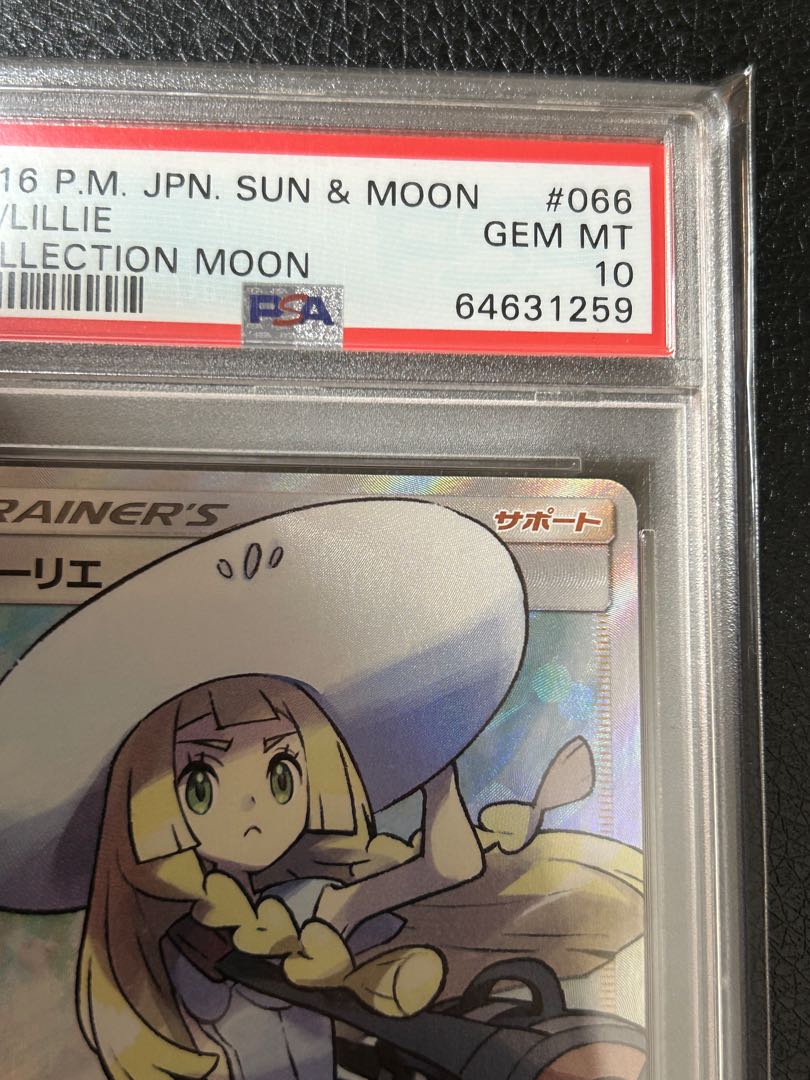 16 P.M. JPN. SUN & MOON #066
/LILLIE GEM MT
LLECTION MOON 10
PSA 64631259
RAINER'S サポート
ーリエ